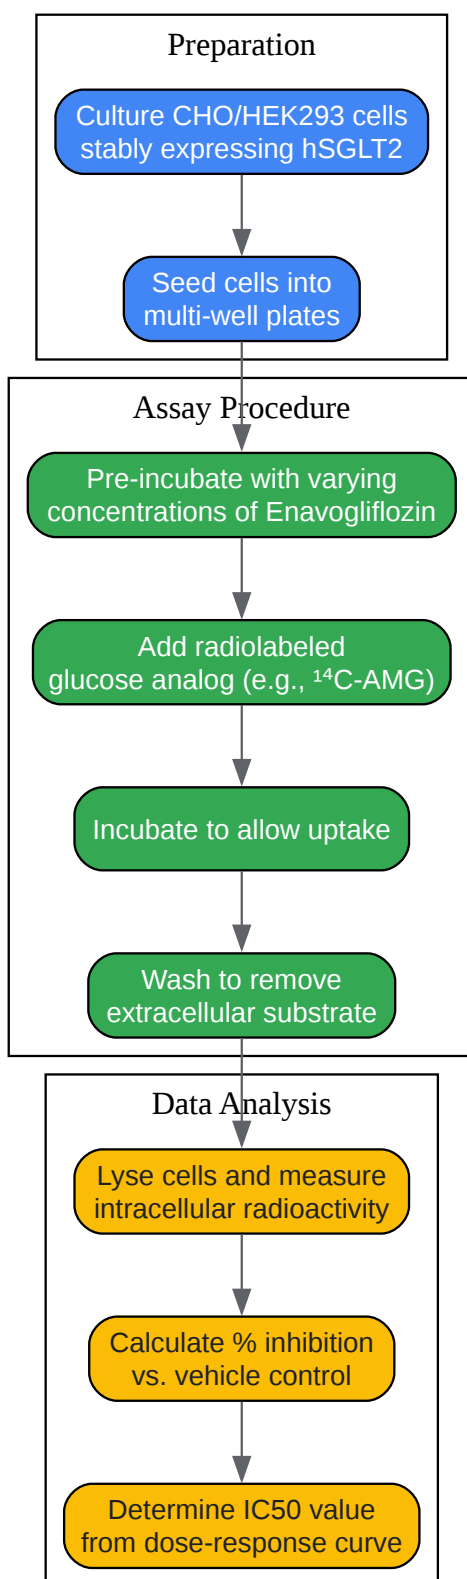 Preparation
Culture CHO/HEK293 cells
stably expressing hSGLT2
Seed cells into
multi-well plates
Assay Procedure
Pre-incubate with varying
concentrations of Enavogliflozin
Add radiolabeled
glucose analog (e.g., ¹⁴C-AMG)
Incubate to allow uptake
Wash to remove
extracellular substrate
Data Analysis
Lyse cells and measure
intracellular radioactivity
Calculate % inhibition
vs. vehicle control
Determine IC50 value
from dose-response curve